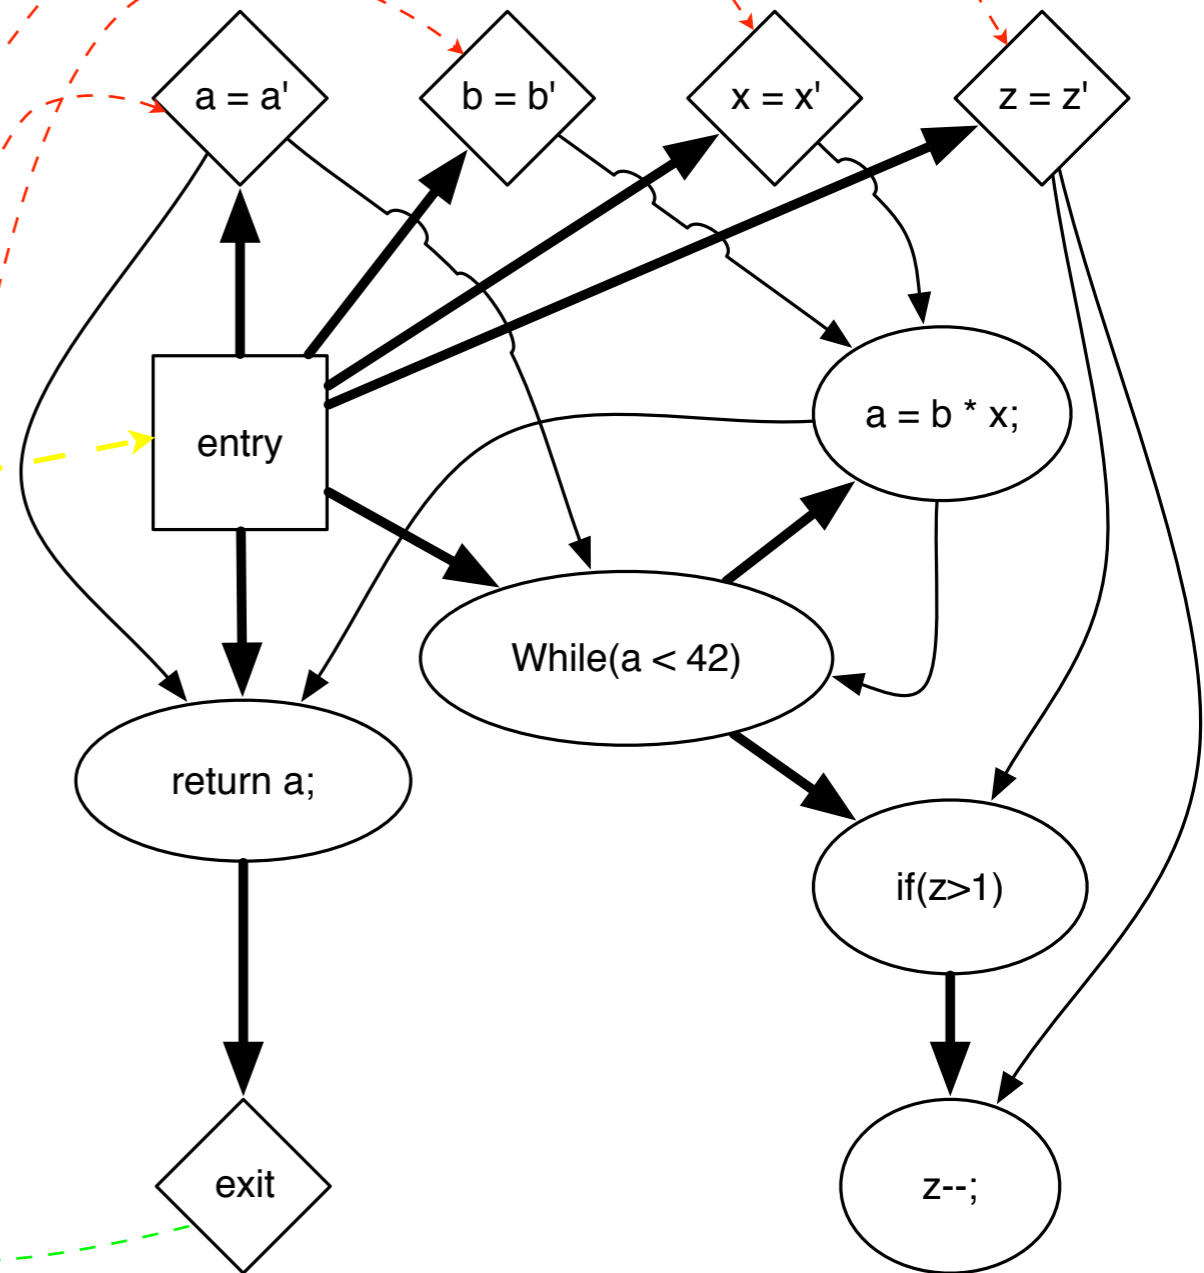 a = a'
b = b'
x = x'
z = z'
entry
a = b * x;
While(a < 42)
return a;
if(z>1)
exit
z--;